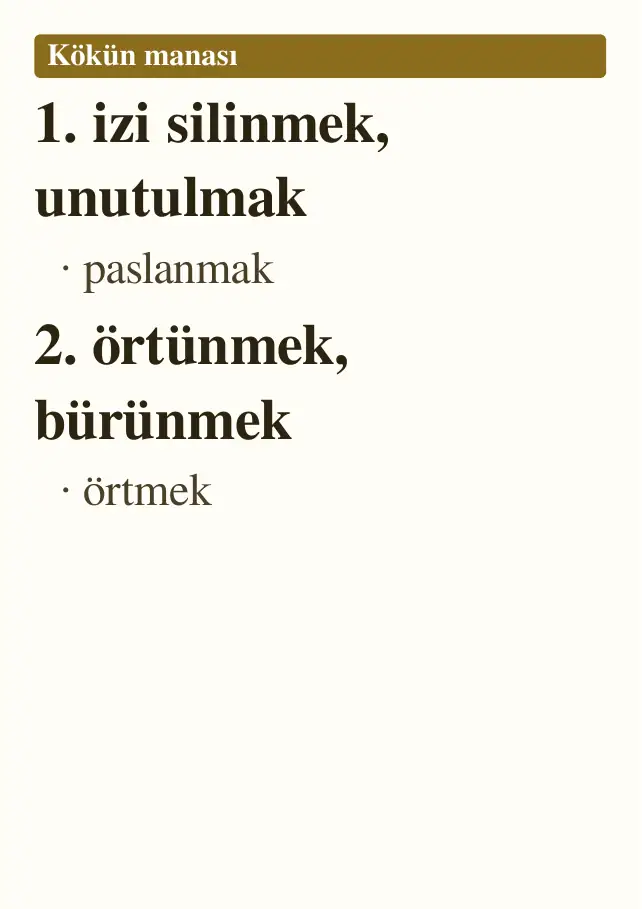 Kökün manası
1. izi silinmek,
unutulmak
· paslanmak
2. örtünmek,
bürünmek
· örtmek